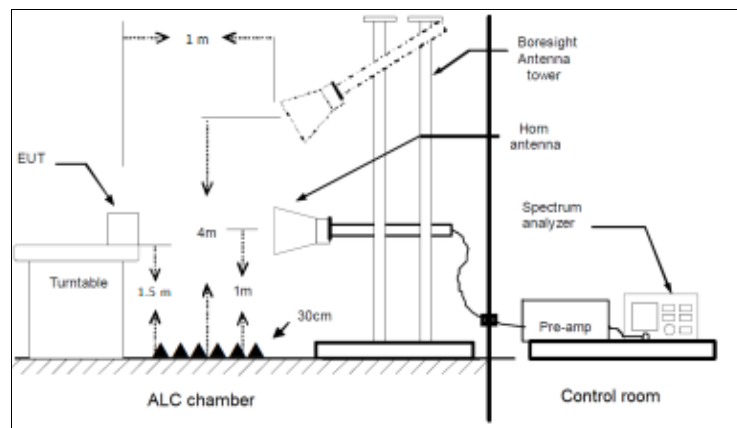 1 m
Boresight
Antenna
tower
Horn
antenna
EUT
Spectrum
analyzer
4m
Turntable
1.5 m
1m
30cm
Pre-amp
ALC chamber
Control room